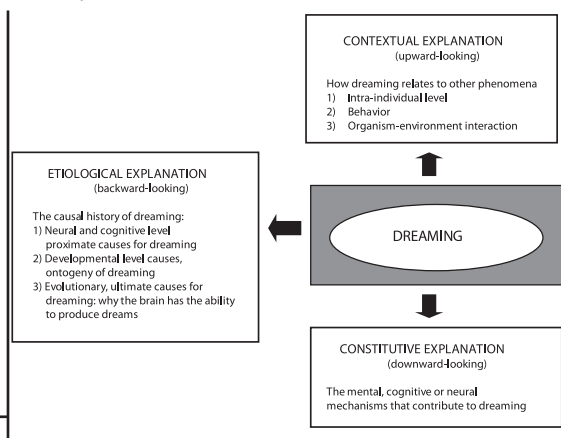 CONTEXTUAL EXPLANATION
(upward-looking)
How dreaming relates to other phenomena
1) Intra-individual level
2) Behavior
3) Organism-environment interaction
ETIOLOGICAL EXPLANATION
(backward-looking)
The causal history of dreaming:
1) Neural and cognitive level
proximate causes for dreaming
2) Developmental level causes,
ontogeny of dreaming
3) Evolutionary, ultimate causes for
dreaming: why the brain has the ability
to produce dreams
DREAMING
CONSTITUTIVE EXPLANATION
(downward-looking)
The mental, cognitive or neural
mechanisms that contribute to dreaming